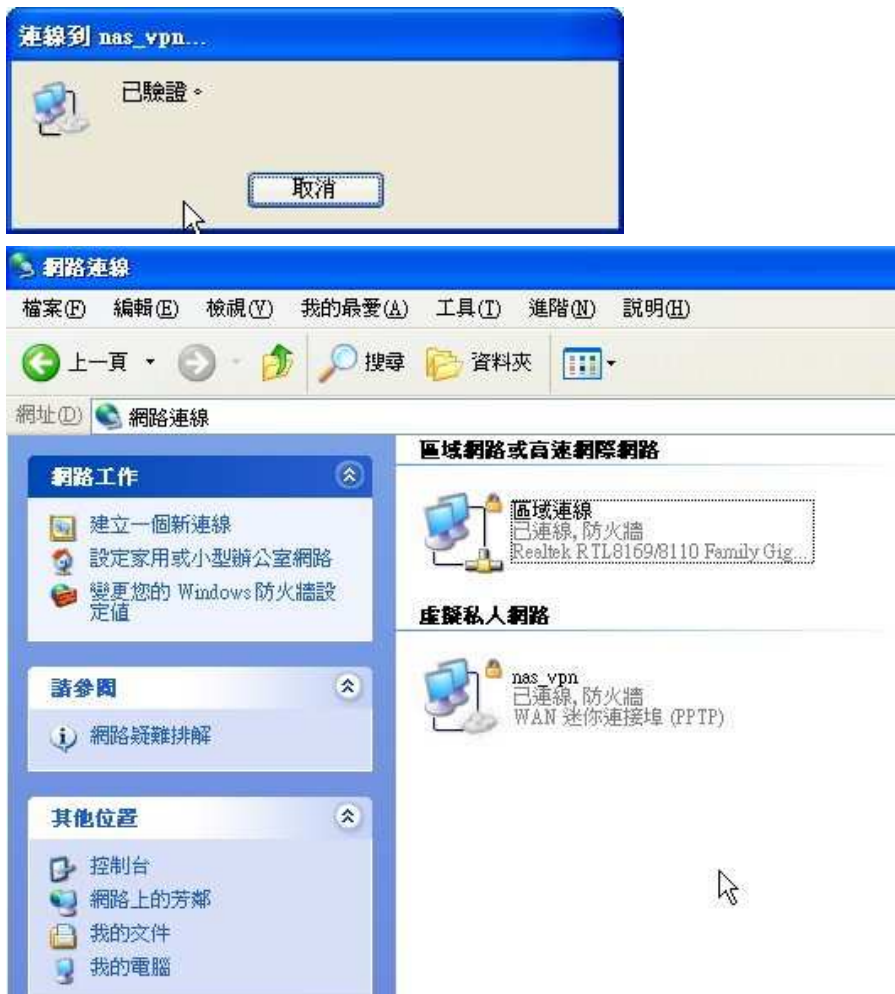 連線到 nas_vpn...
已驗證。
取消
網路連線
檔案(F) 編輯(E) 檢視(V) 我的最愛(A) 工具(T) 進階(N) 說明(H)
上一頁 搜尋 資料夾
網址(D) 網路連線
網路工作
建立一個新連線
設定家用或小型辦公室網路
變更您的 Windows 防火牆設
定值
請參閱
網路疑難排解
其他位置
控制台
網路上的芳鄰
我的文件
我的電腦
區域網路或高速網際網路
區域連線
已連線, 防火牆
Realtek RTL8169/8110 Family Gig...
虛擬私人網路
nas_vpn
已連線, 防火牆
WAN 迷你連接埠 (PPTP)